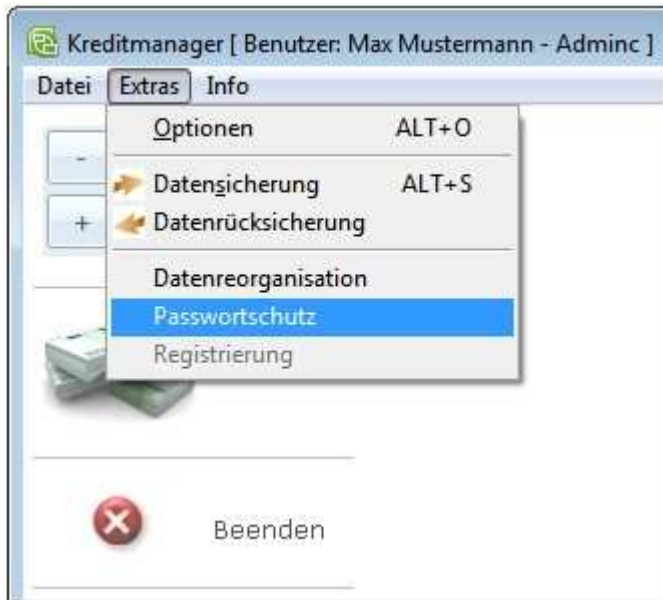 Kreditmanager [ Benutzer: Max Mustermann - Adminc ]
Datei Extras Info
Optionen ALT+O
-
Datensicherung ALT+S
+ Datenrücksicherung
Datenreorganisation
Passwortschutz
Registrierung
Beenden